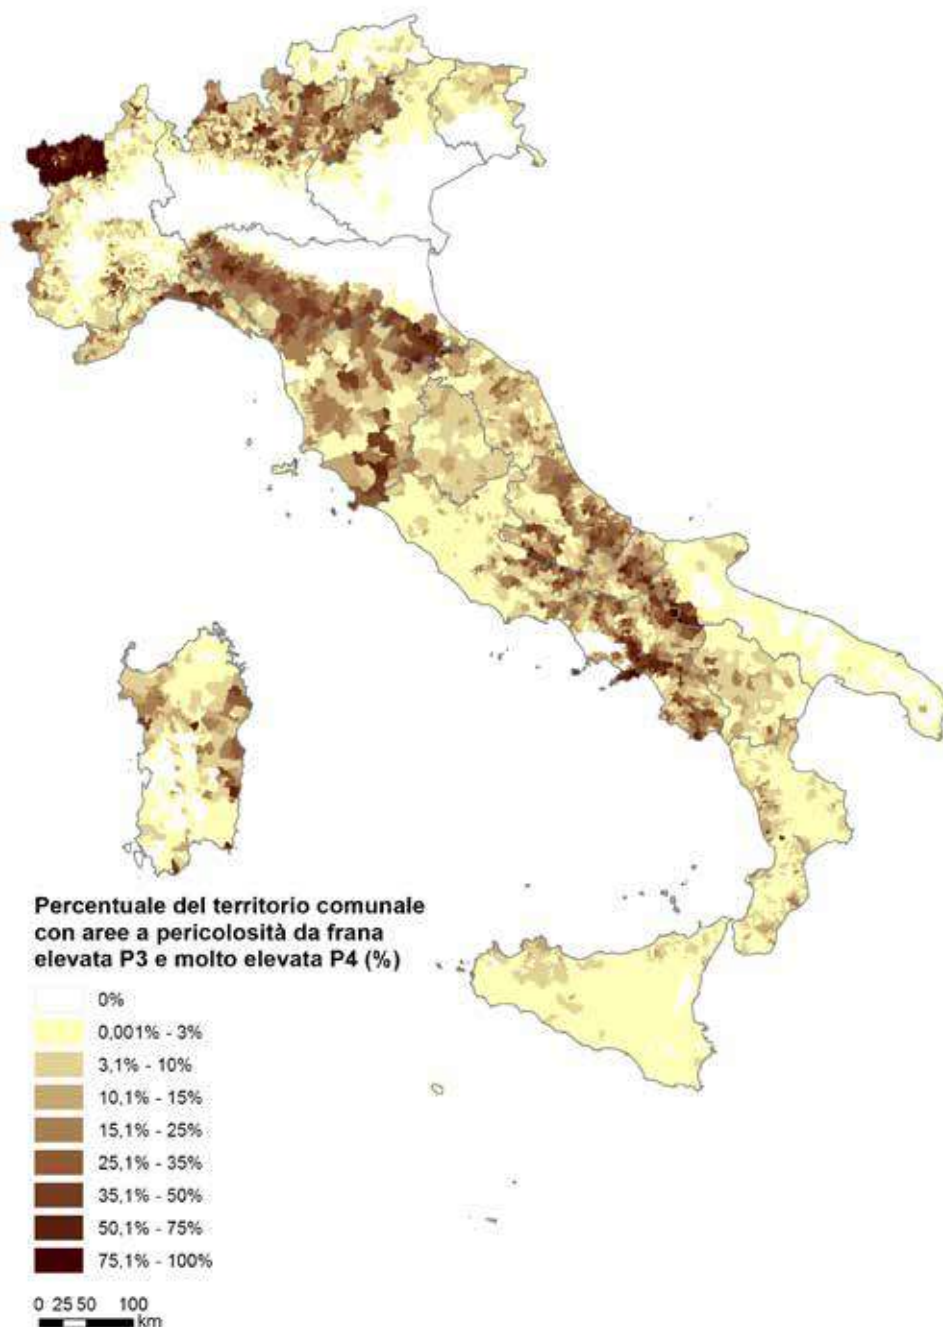 Percentuale del territorio comunale
con aree a pericolosità da frana
elevata P3 e molto elevata P4 (%)
0%
0,001% - 3%
3,1% - 10%
10,1% - 15%
15,1% - 25%
25,1% - 35%
35,1% - 50%
50,1% - 75%
75,1% - 100%
0 25 50 100
km